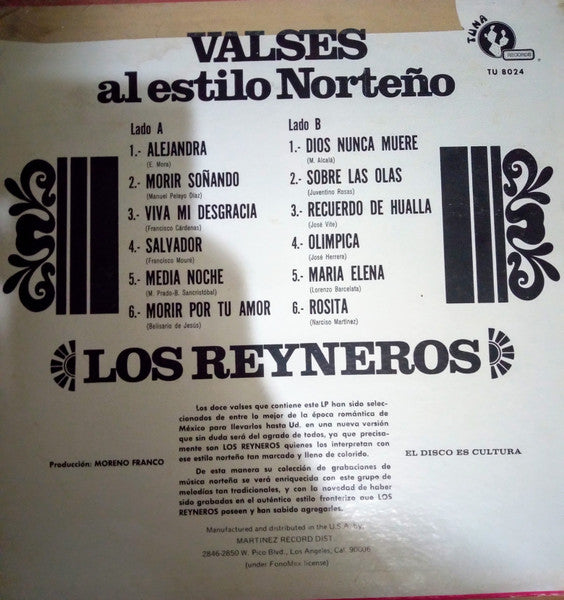 VALSES
al estilo Norteño
TUNA
RECORDS
TU 8024
Lado A
1.- ALEJANDRA
(E. Mora)
2.- MORIR SOÑANDO
(Manuel Pelayo Díaz)
3.- VIVA MI DESGRACIA
(Francisco Cárdenas)
4.- SALVADOR
(Francisco Mouré)
5.- MEDIA NOCHE
(M. Prado-B. Sancristóbal)
6.- MORIR POR TU AMOR
(Belisario de Jesús)
Lado B
1.- DIOS NUNCA MUERE
(M. Alcalá)
2.- SOBRE LAS OLAS
(Juventino Rosas)
3.- RECUERDO DE HUALLA
(José Vite)
4.- OLIMPICA
(José Herrera)
5.- MARIA ELENA
(Lorenzo Barcelata)
6.- ROSITA
(Narciso Martínez)
LOS REYNEROS
Los doce valses que contiene este LP han sido selec-
cionados de entre lo mejor de la época romántica de
México para llevarlos hasta Ud. en una nueva versión
que sin duda será del agrado de todos, ya que precisa-
mente son LOS REYNEROS quienes los interpretan con
ese estilo norteño tan marcado y lleno de colorido.
De esta manera su colección de grabaciones de
música norteña se verá enriquecida con este grupo de
melodías tan tradicionales, y con la novedad de haber
sido grabadas en el auténtico estilo fronterizo que LOS
REYNEROS poseen y han sabido agregarles.
Producción: MORENO FRANCO
EL DISCO ES CULTURA
Manufactured and distributed in the U.S.A. by:
MARTINEZ RECORD DIST.
2846-2850 W. Pico Blvd., Los Angeles, Cal. 90006
(under FonoMex license)